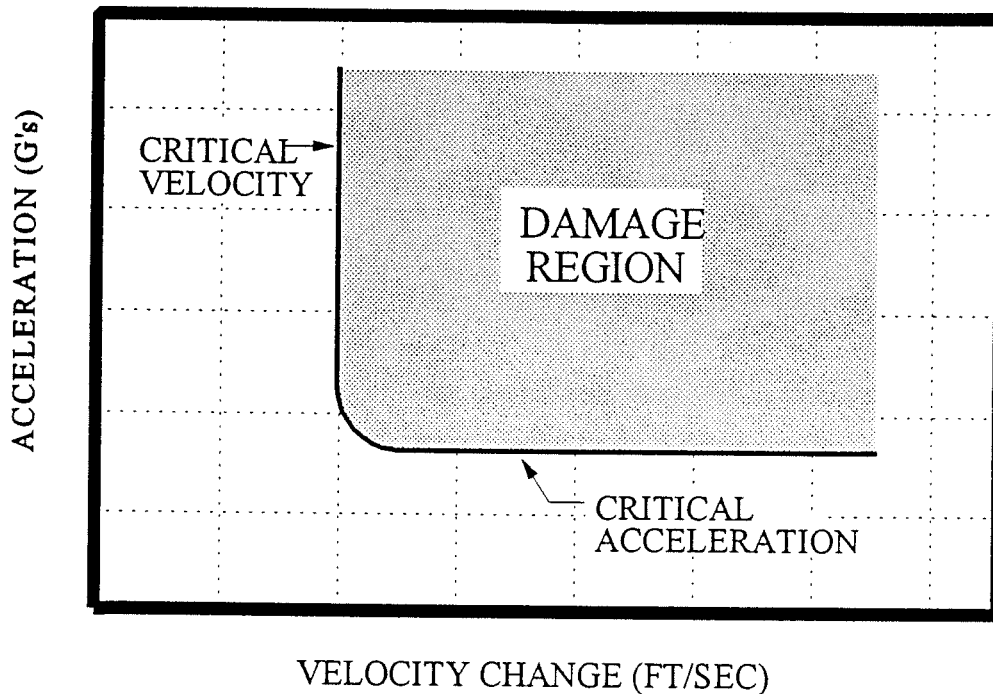 ACCELERATION (G's)
CRITICAL
VELOCITY
DAMAGE
REGION
CRITICAL
ACCELERATION
VELOCITY CHANGE (FT/SEC)